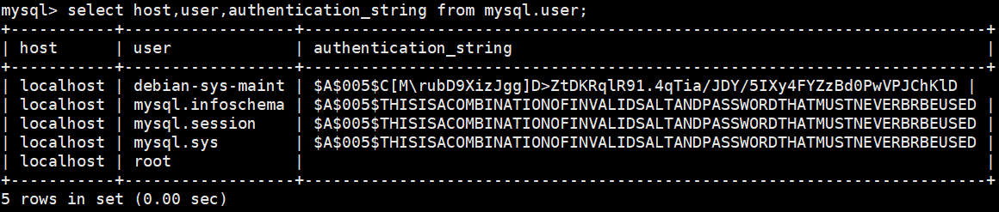 mysql> select host,user,authentication_string from mysql.user;
+-----------+------------------+------------------------------------------------------------------------+
| host      | user             | authentication_string                                                  |
+-----------+------------------+------------------------------------------------------------------------+
| localhost | debian-sys-maint | $A$005$C[M\rubD9XizJgg]D>ZtDKRqlR91.4qTia/JDY/5IXy4FYZzBd0PwVPJChKlD |
| localhost | mysql.infoschema | $A$005$THISISACOMBINATIONOFINVALIDSALTANDPASSWORDTHATMUSTNEVERBRBEUSED |
| localhost | mysql.session    | $A$005$THISISACOMBINATIONOFINVALIDSALTANDPASSWORDTHATMUSTNEVERBRBEUSED |
| localhost | mysql.sys        | $A$005$THISISACOMBINATIONOFINVALIDSALTANDPASSWORDTHATMUSTNEVERBRBEUSED |
| localhost | root             |                                                                        |
+-----------+------------------+------------------------------------------------------------------------+
5 rows in set (0.00 sec)